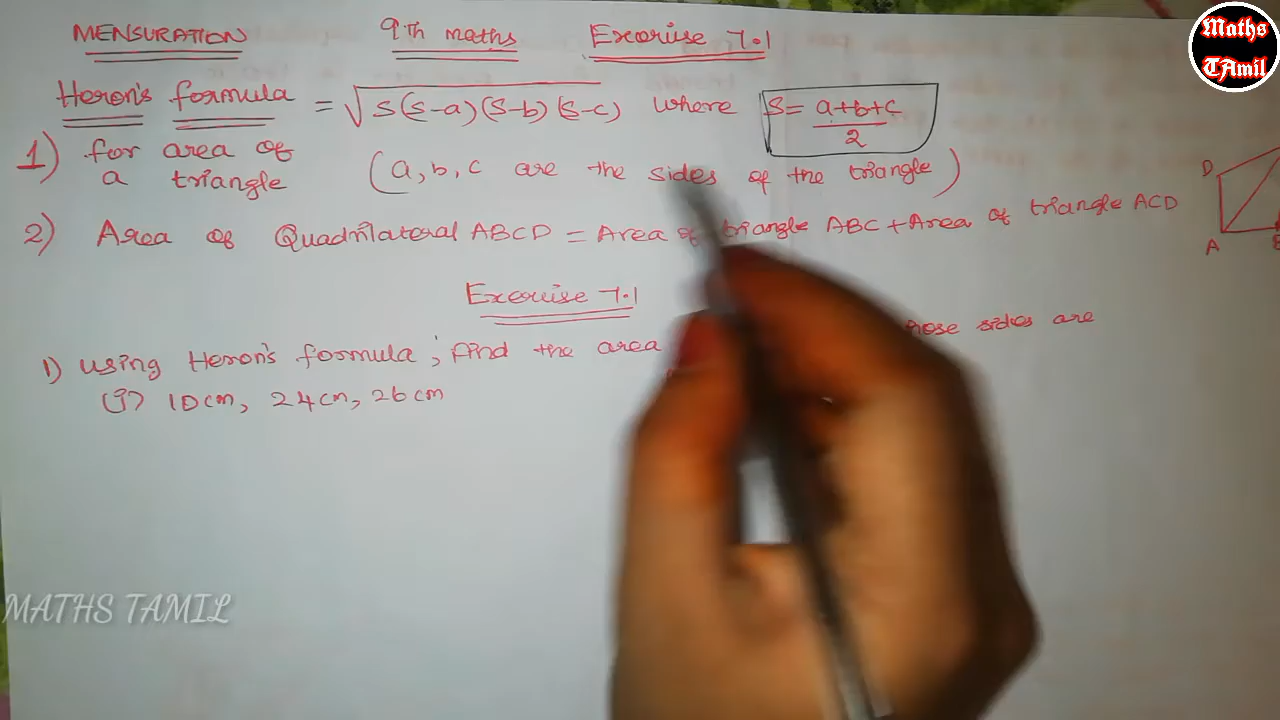 MENSURATION 9th maths Exercise 7.1
Maths TAmil
Heron's formula = √s(s-a)(s-b)(s-c) where s = a+b+c/2
1) for area of a triangle (a, b, c are the sides of the triangle)
2) Area of Quadrilateral ABCD = Area of triangle ABC + Area of triangle ACD
D
A
Exercise 7.1
1) using Heron's formula, find the area sides are
(i) 10cm, 24cm, 26cm
MATHS TAMIL